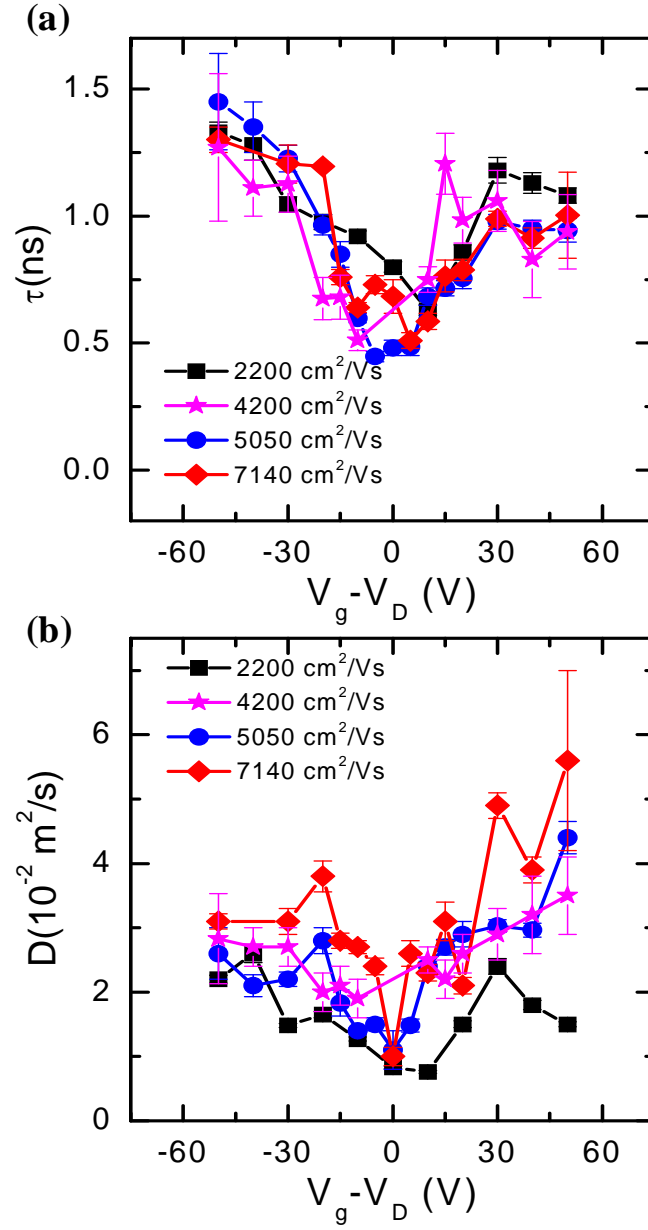 (a)
1.5
1.0
0.5
0.0
τ(ns)
2200 cm²/Vs
4200 cm²/Vs
5050 cm²/Vs
7140 cm²/Vs
-60 -30 0 30 60
V_g-V_D (V)
(b)
6
4
2
0
D(10⁻² m²/s)
2200 cm²/Vs
4200 cm²/Vs
5050 cm²/Vs
7140 cm²/Vs
-60 -30 0 30 60
V_g-V_D (V)